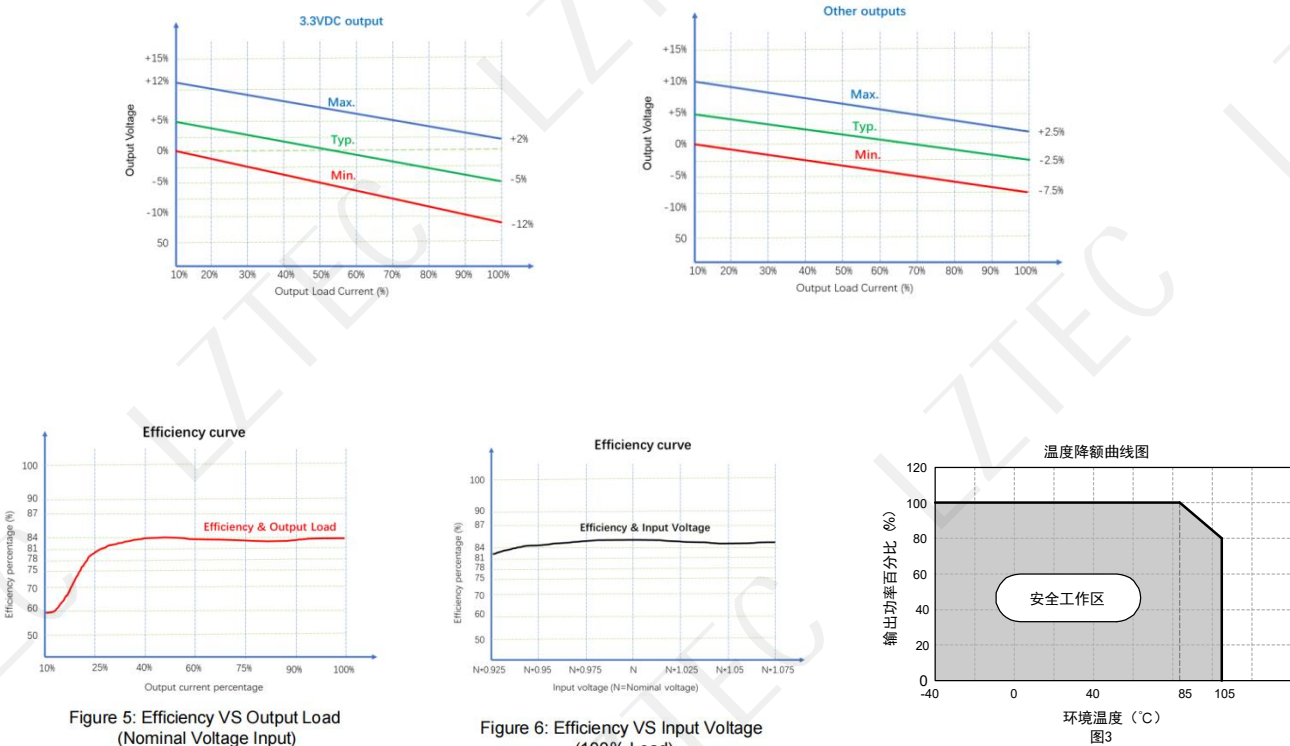 3.3VDC output
+15%
+12%
+5%
0%
-5%
-10%
50
Output Voltage
Max.
Typ.
Min.
+2%
-5%
-12%
10% 20% 30% 40% 50% 60% 70% 80% 90% 100%
Output Load Current (%)
Other outputs
+15%
+10%
+5%
0%
-5%
-10%
50
Output Voltage
Max.
Typ.
Min.
+2.5%
-2.5%
-7.5%
10% 20% 30% 40% 50% 60% 70% 80% 90% 100%
Output Load Current (%)
Efficiency curve
100
90
87
84
81
78
75
70
60
50
Efficiency percentage (%)
Efficiency & Output Load
10% 25% 40% 60% 75% 90% 100%
Output current percentage
Figure 5: Efficiency VS Output Load
(Nominal Voltage Input)
Efficiency curve
100
90
87
84
81
78
75
70
60
50
Efficiency percentage (%)
Efficiency & Input Voltage
N*0.925 N*0.95 N*0.975 N N*1.025 N*1.05 N*1.075
Input voltage (N=Nominal voltage)
Figure 6: Efficiency VS Input Voltage
(100% Load)
温度降额曲线图
120
100
80
60
40
20
0
输出功率百分比（%）
安全工作区
-40 0 40 85 105
环境温度（℃）
图3
LZTEC
LZTEC
LZTEC